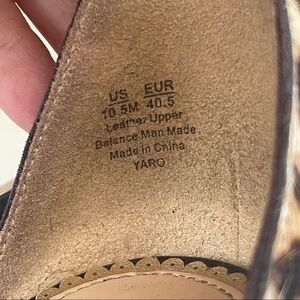 US EUR
10.5M 40.5
Leather Upper
Balance Man Made
Made in China
YARO